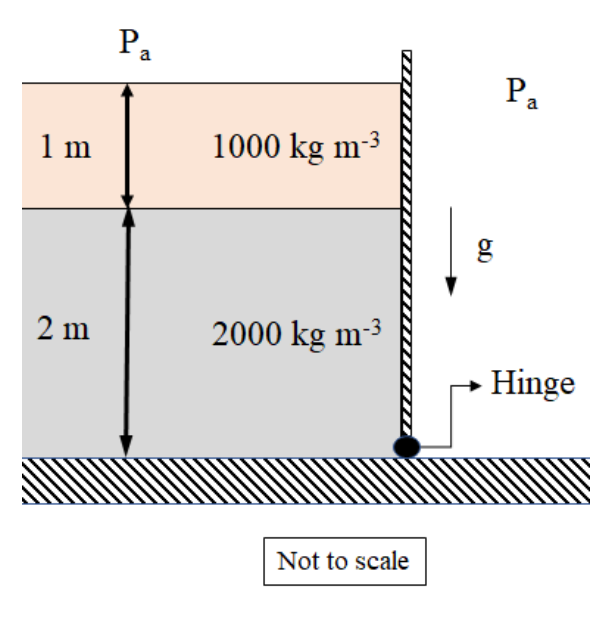 Pₐ
Pₐ
1 m
1000 kg m⁻³
g
2 m
2000 kg m⁻³
Hinge
Not to scale